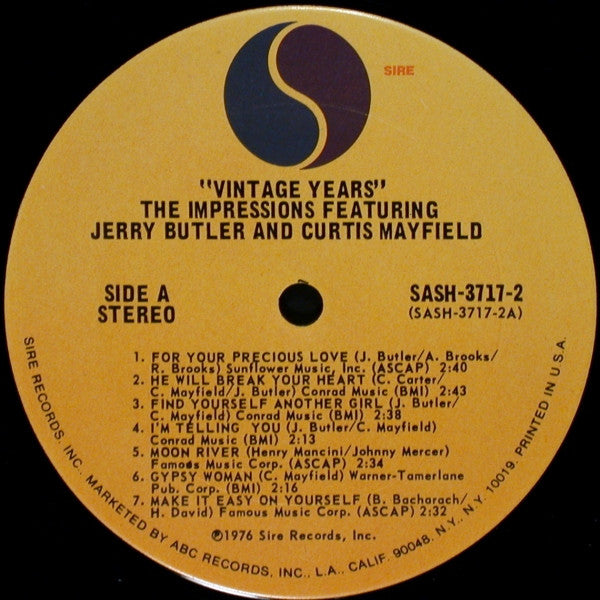 SIRE
"VINTAGE YEARS"
THE IMPRESSIONS FEATURING
JERRY BUTLER AND CURTIS MAYFIELD
SIDE A
STEREO
SASH-3717-2
(SASH-3717-2A)
1. FOR YOUR PRECIOUS LOVE (J. Butler/A. Brooks/
R. Brooks) Sunflower Music, Inc. (ASCAP) 2:40
2. HE WILL BREAK YOUR HEART (C. Carter/
C. Mayfield/J. Butler) Conrad Music (BMI) 2:43
3. FIND YOURSELF ANOTHER GIRL (J. Butler/
C. Mayfield) Conrad Music (BMI) 2:38
4. I'M TELLING YOU (J. Butler/C. Mayfield)
Conrad Music (BMI) 2:13
5. MOON RIVER (Henry Mancini/Johnny Mercer)
Famous Music Corp. (ASCAP) 2:34
6. GYPSY WOMAN (C. Mayfield) Warner-Tamerlane
Pub. Corp. (BMI) 2:16
7. MAKE IT EASY ON YOURSELF (B. Bacharach/
H. David) Famous Music Corp. (ASCAP) 2:32
℗1976 Sire Records, Inc.
SIRE RECORDS, INC. MARKETED BY ABC RECORDS, INC., L.A., CALIF. 90048. N.Y., N.Y. 10019. PRINTED IN U.S.A.